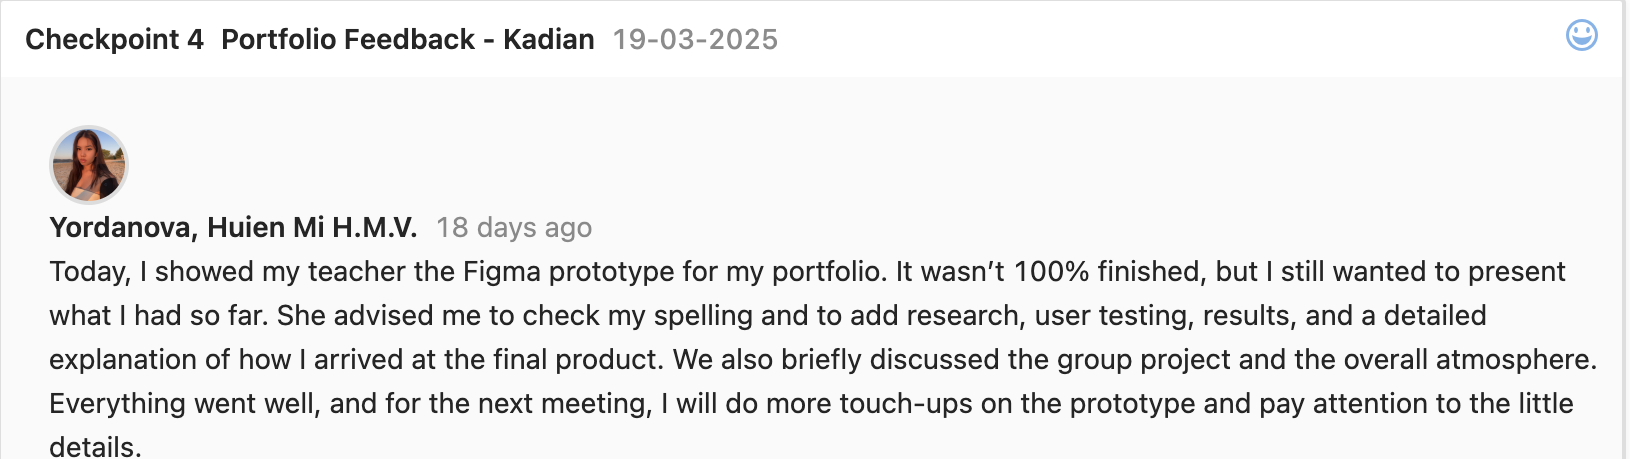 Checkpoint 4  Portfolio Feedback - Kadian 19-03-2025
Yordanova, Huien Mi H.M.V. 18 days ago
Today, I showed my teacher the Figma prototype for my portfolio. It wasn’t 100% finished, but I still wanted to present
what I had so far. She advised me to check my spelling and to add research, user testing, results, and a detailed
explanation of how I arrived at the final product. We also briefly discussed the group project and the overall atmosphere.
Everything went well, and for the next meeting, I will do more touch-ups on the prototype and pay attention to the little
details.